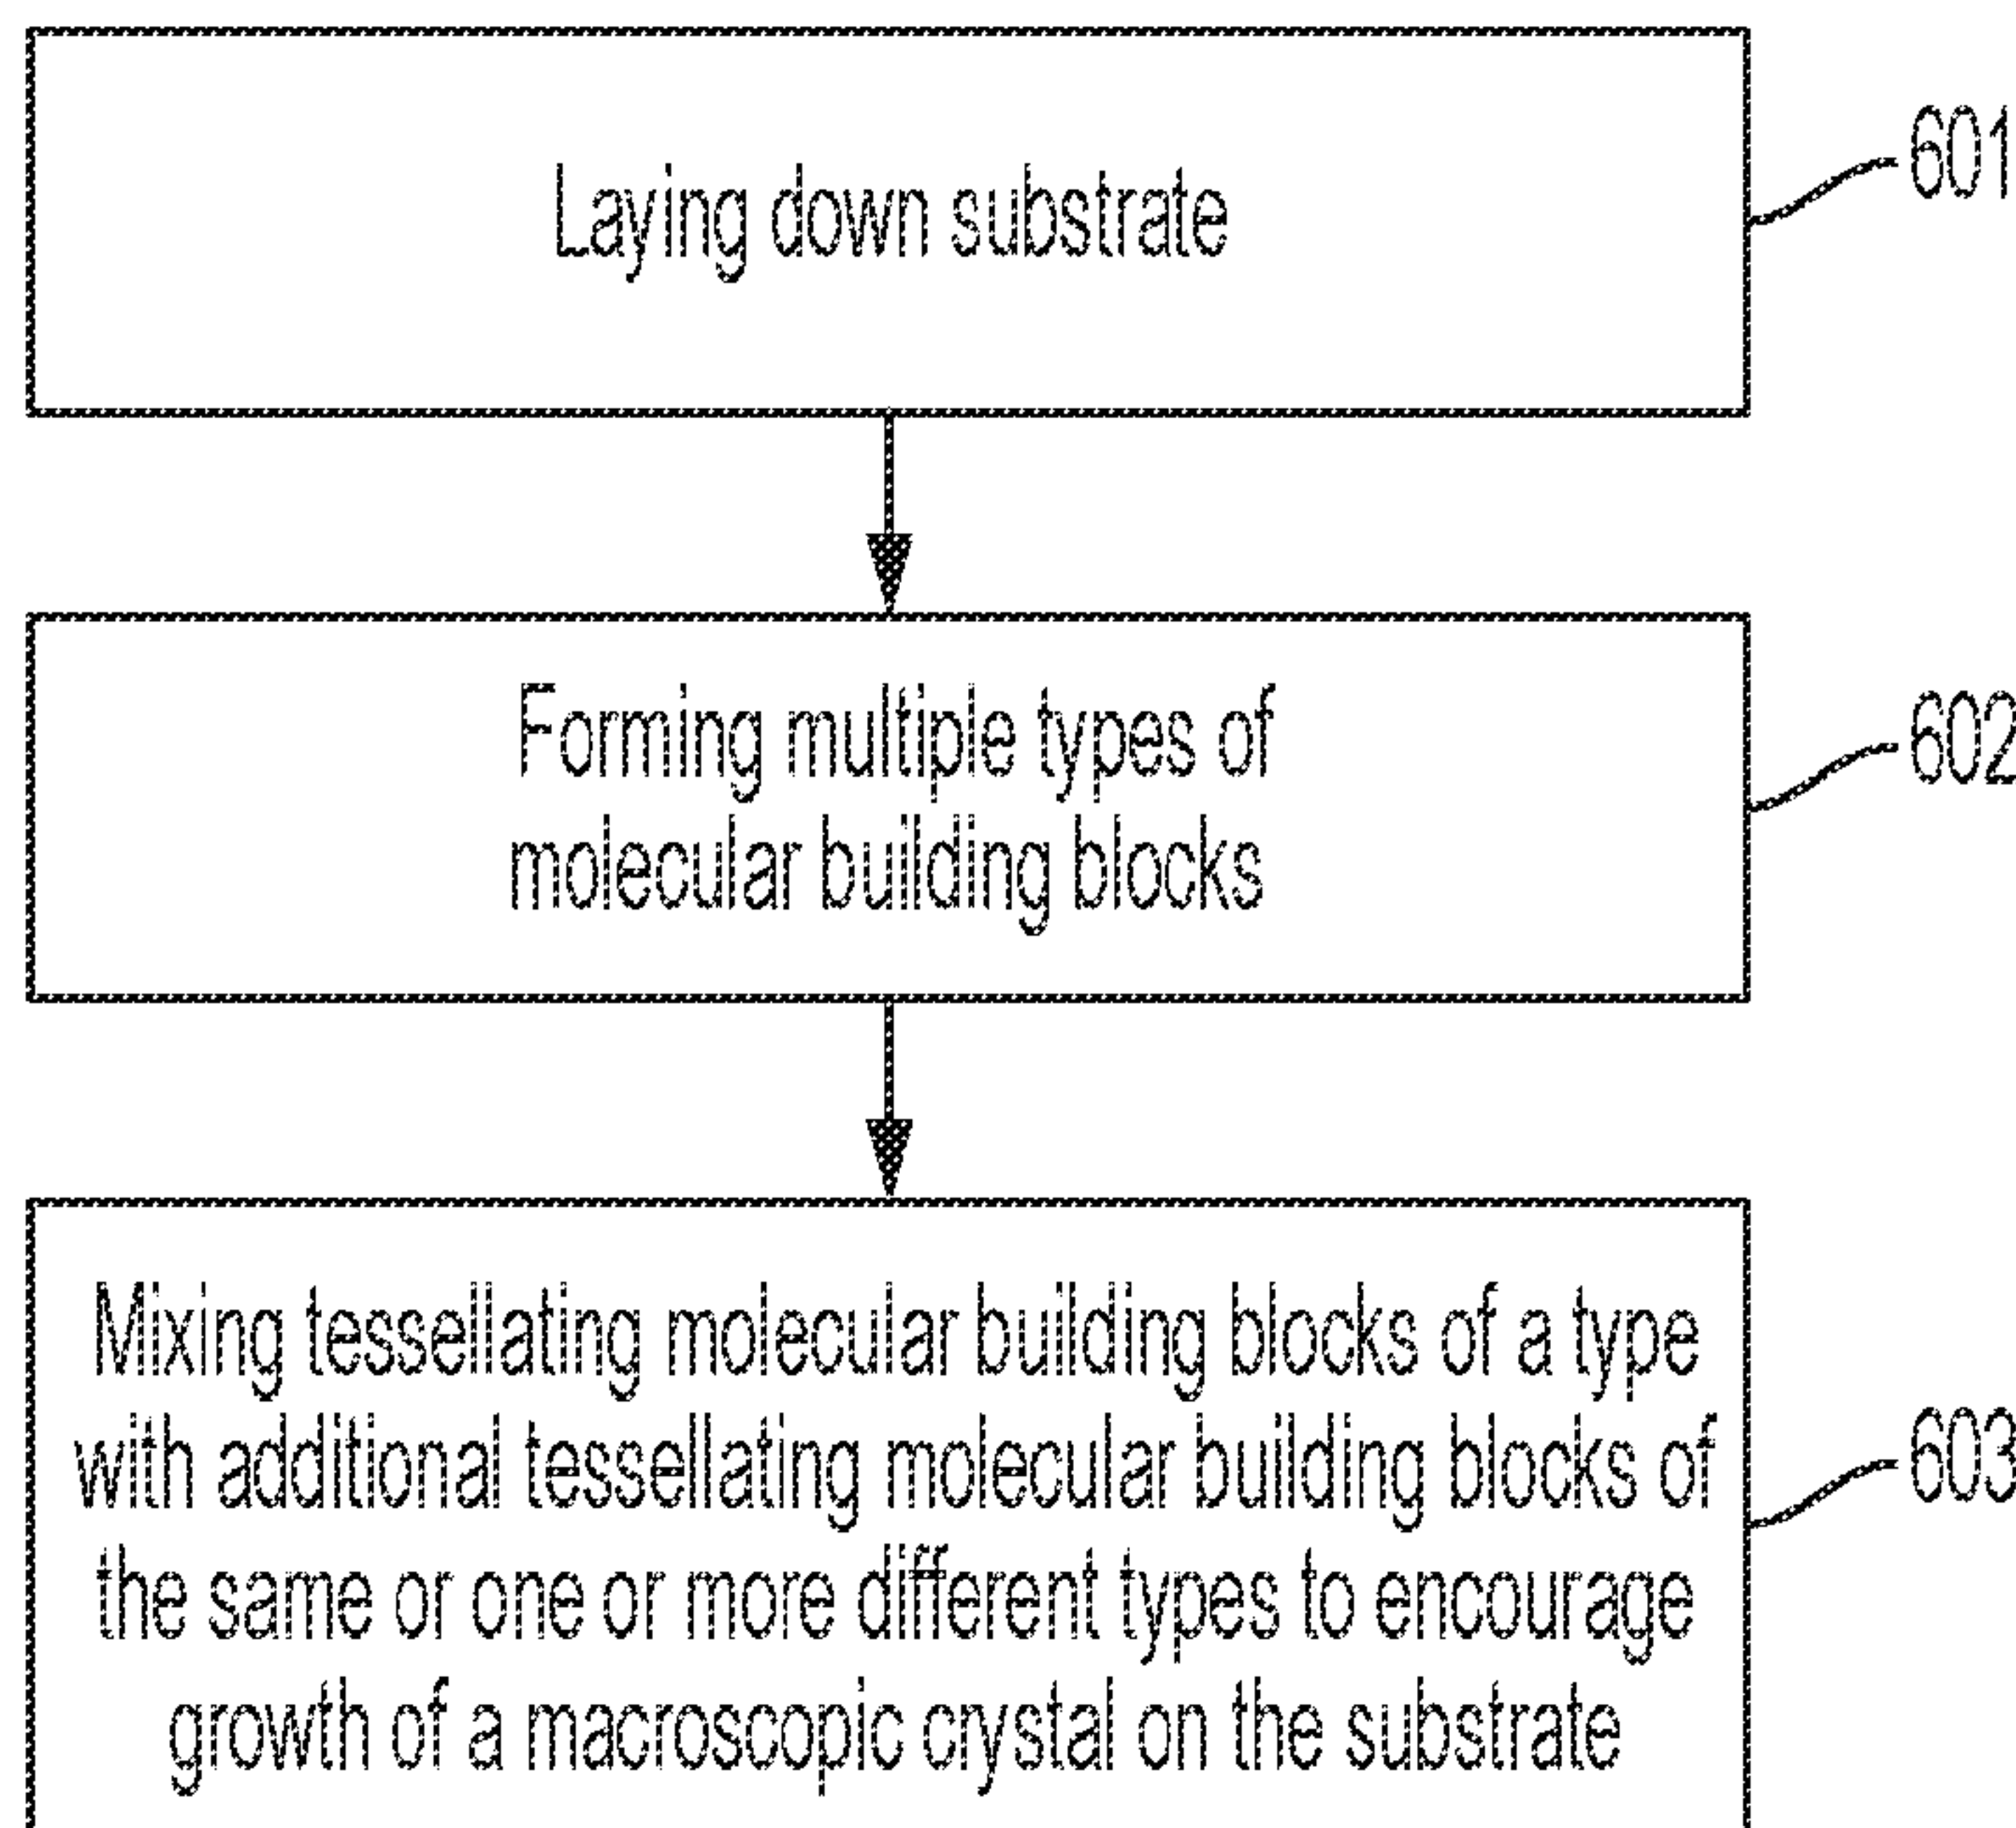 Laying down substrate
601
Forming multiple types of
molecular building blocks
602
Mixing tessellating molecular building blocks of a type
with additional tessellating molecular building blocks of
the same or one or more different types to encourage
growth of a macroscopic crystal on the substrate
603